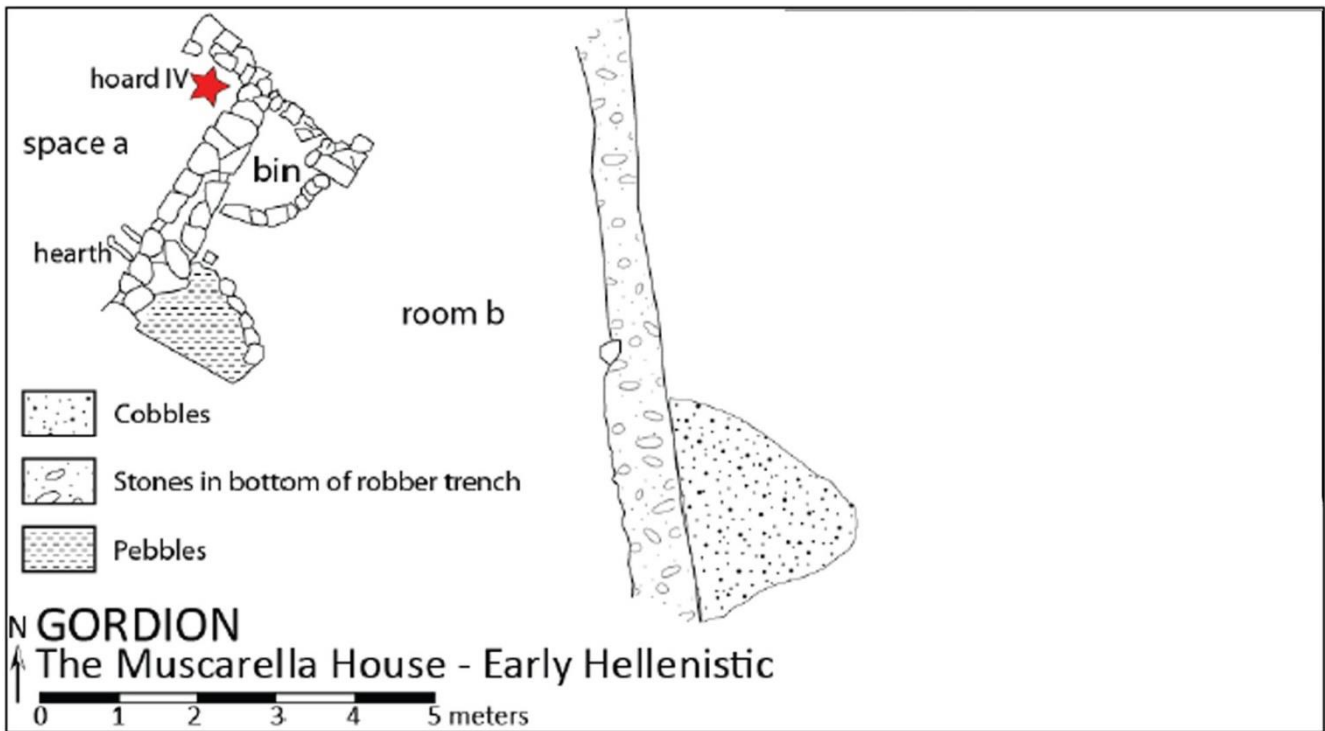 hoard IV
space a
bin
hearth
room b
Cobbles
Stones in bottom of robber trench
Pebbles
N GORDION
The Muscarella House - Early Hellenistic
0 1 2 3 4 5 meters